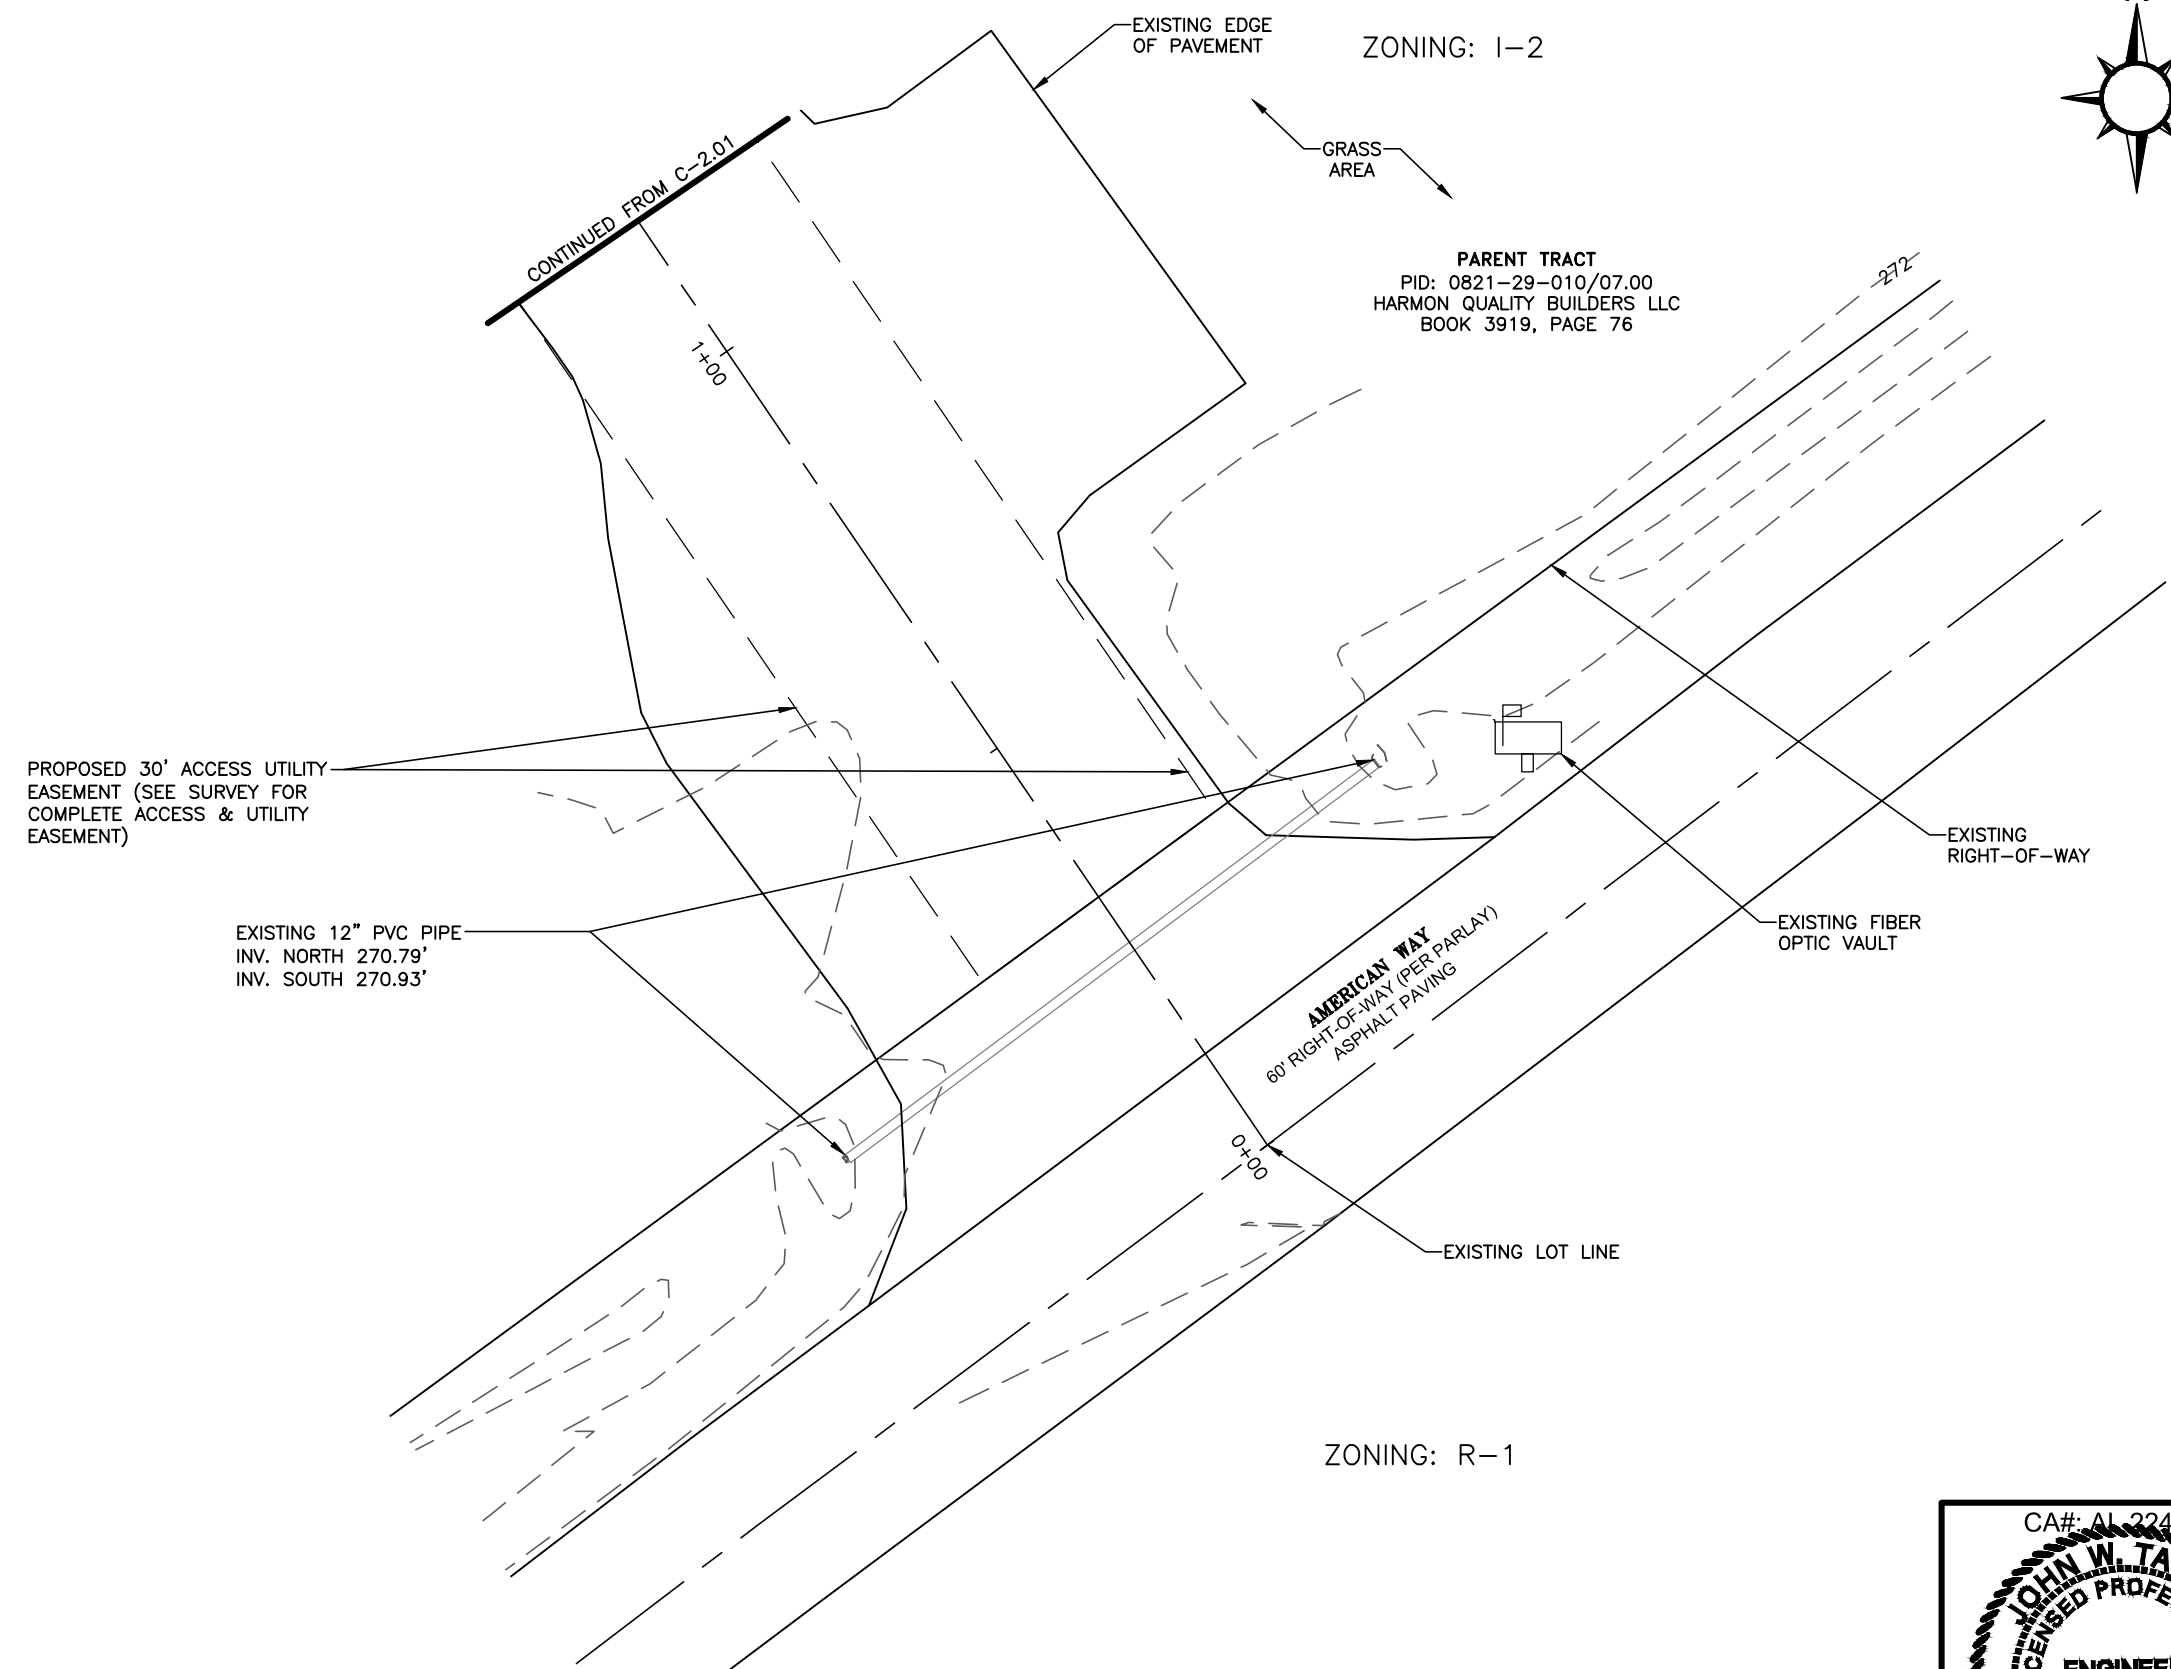 EXISTING EDGE
OF PAVEMENT
ZONING: I-2
GRASS
AREA
CONTINUED FROM C-2.01
PARENT TRACT
PID: 0821-29-010/07.00
HARMON QUALITY BUILDERS LLC
BOOK 3919, PAGE 76
272
1+00
PROPOSED 30' ACCESS UTILITY
EASEMENT (SEE SURVEY FOR
COMPLETE ACCESS & UTILITY
EASEMENT)
EXISTING
RIGHT-OF-WAY
EXISTING 12" PVC PIPE
INV. NORTH 270.79'
INV. SOUTH 270.93'
EXISTING FIBER
OPTIC VAULT
AMERICAN WAY
60' RIGHT-OF-WAY (PER PARLAY)
ASPHALT PAVING
0+00
EXISTING LOT LINE
ZONING: R-1
CA#: AL 224
JOHN W.